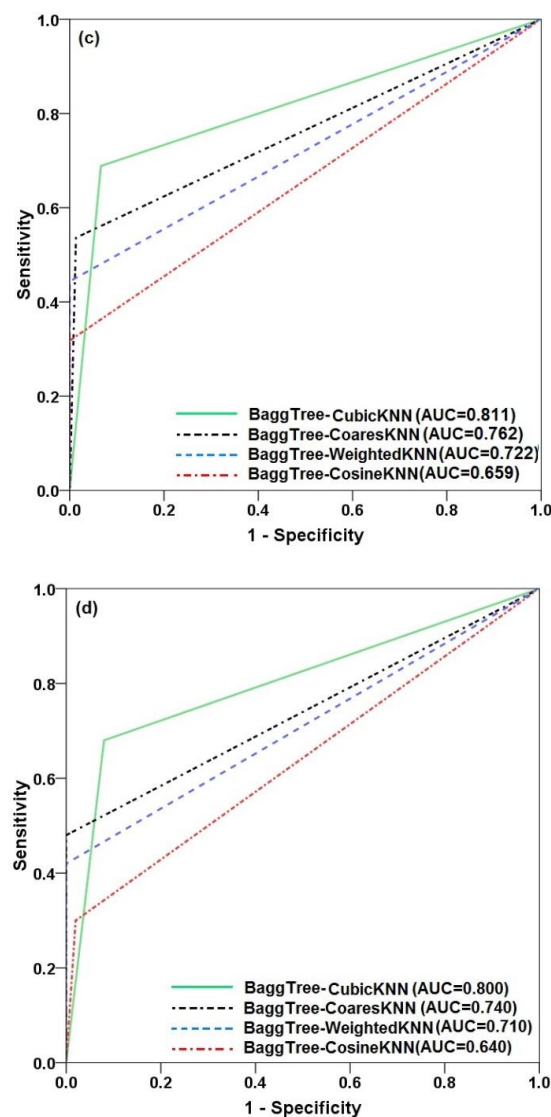 (c)
1.0
0.8
0.6
0.4
0.2
0.0
Sensitivity
BaggTree-CubicKNN (AUC=0.811)
BaggTree-CoaresKNN (AUC=0.762)
BaggTree-WeightedKNN (AUC=0.722)
BaggTree-CosineKNN(AUC=0.659)
0.0 0.2 0.4 0.6 0.8 1.0
1 - Specificity
(d)
1.0
0.8
0.6
0.4
0.2
0.0
Sensitivity
BaggTree-CubicKNN (AUC=0.800)
BaggTree-CoaresKNN (AUC=0.740)
BaggTree-WeightedKNN (AUC=0.710)
BaggTree-CosineKNN(AUC=0.640)
0.0 0.2 0.4 0.6 0.8 1.0
1 - Specificity